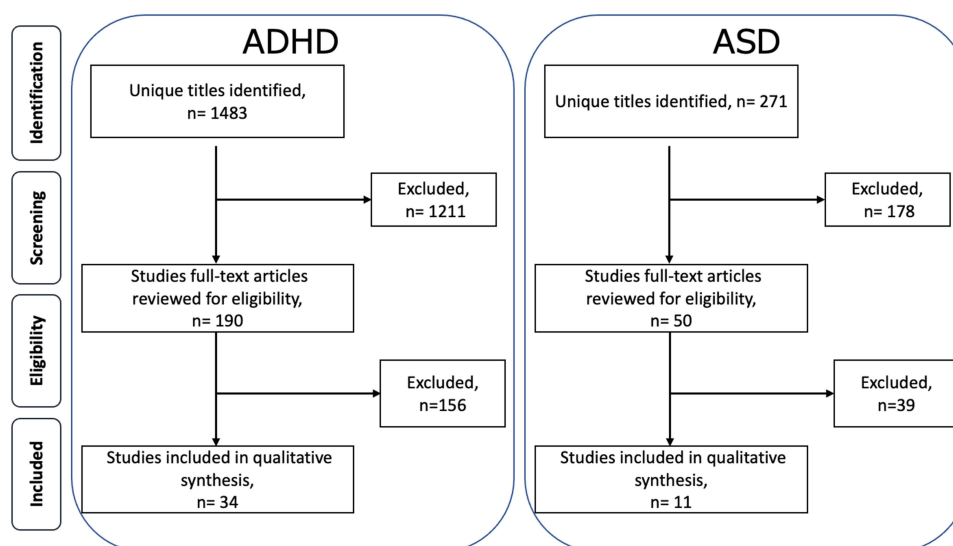 Identification
Screening
Eligibility
Included
ADHD
Unique titles identified,
n= 1483
Excluded,
n= 1211
Studies full-text articles
reviewed for eligibility,
n= 190
Excluded,
n=156
Studies included in qualitative
synthesis,
n= 34
ASD
Unique titles identified, n= 271
Excluded,
n= 178
Studies full-text articles
reviewed for eligibility,
n= 50
Excluded,
n=39
Studies included in qualitative
synthesis,
n= 11